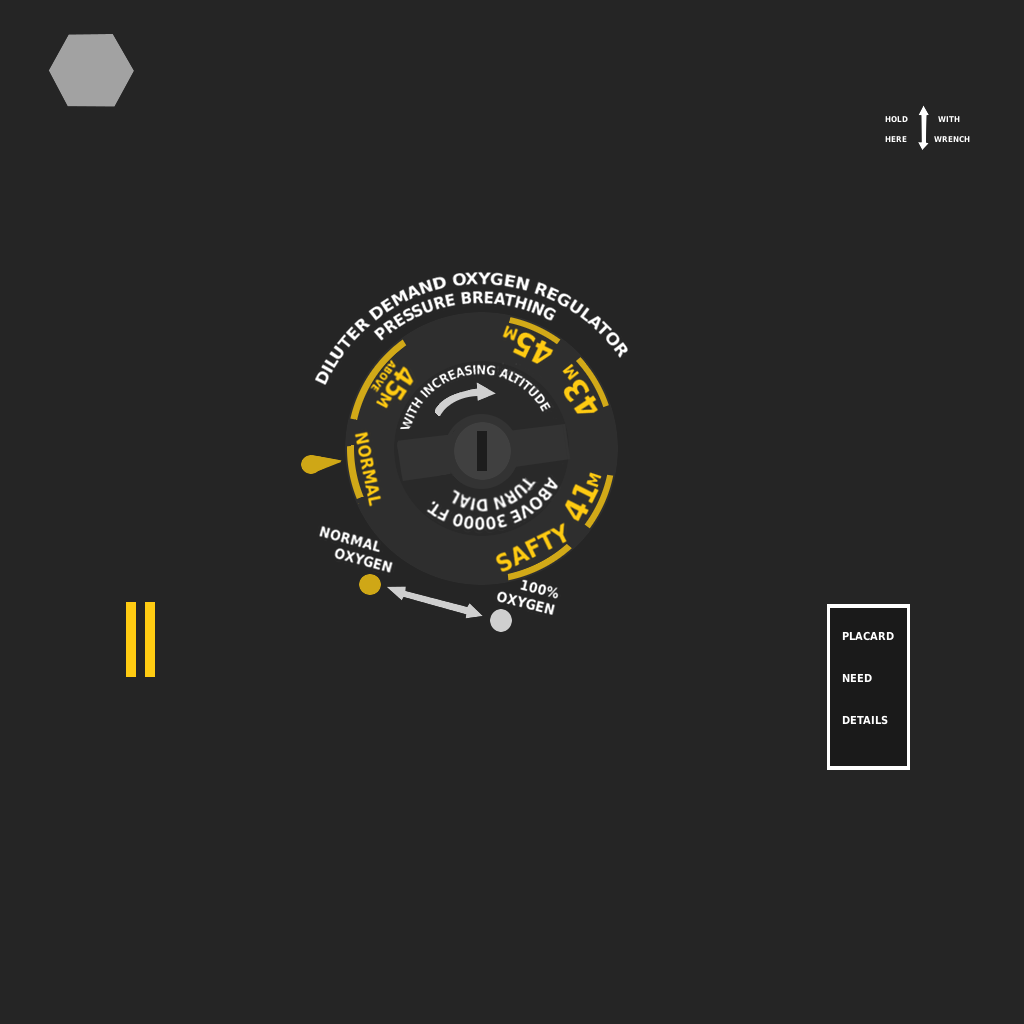 HOLD WITH
HERE WRENCH
DILUTER DEMAND OXYGEN REGULATOR
PRESSURE BREATHING
45M
43M
41M
SAFTY
NORMAL
ABOVE
45M
WITH INCREASING ALTITUDE
TURN DIAL
ABOVE 30000 FT.
NORMAL
OXYGEN
100%
OXYGEN
PLACARD
NEED
DETAILS